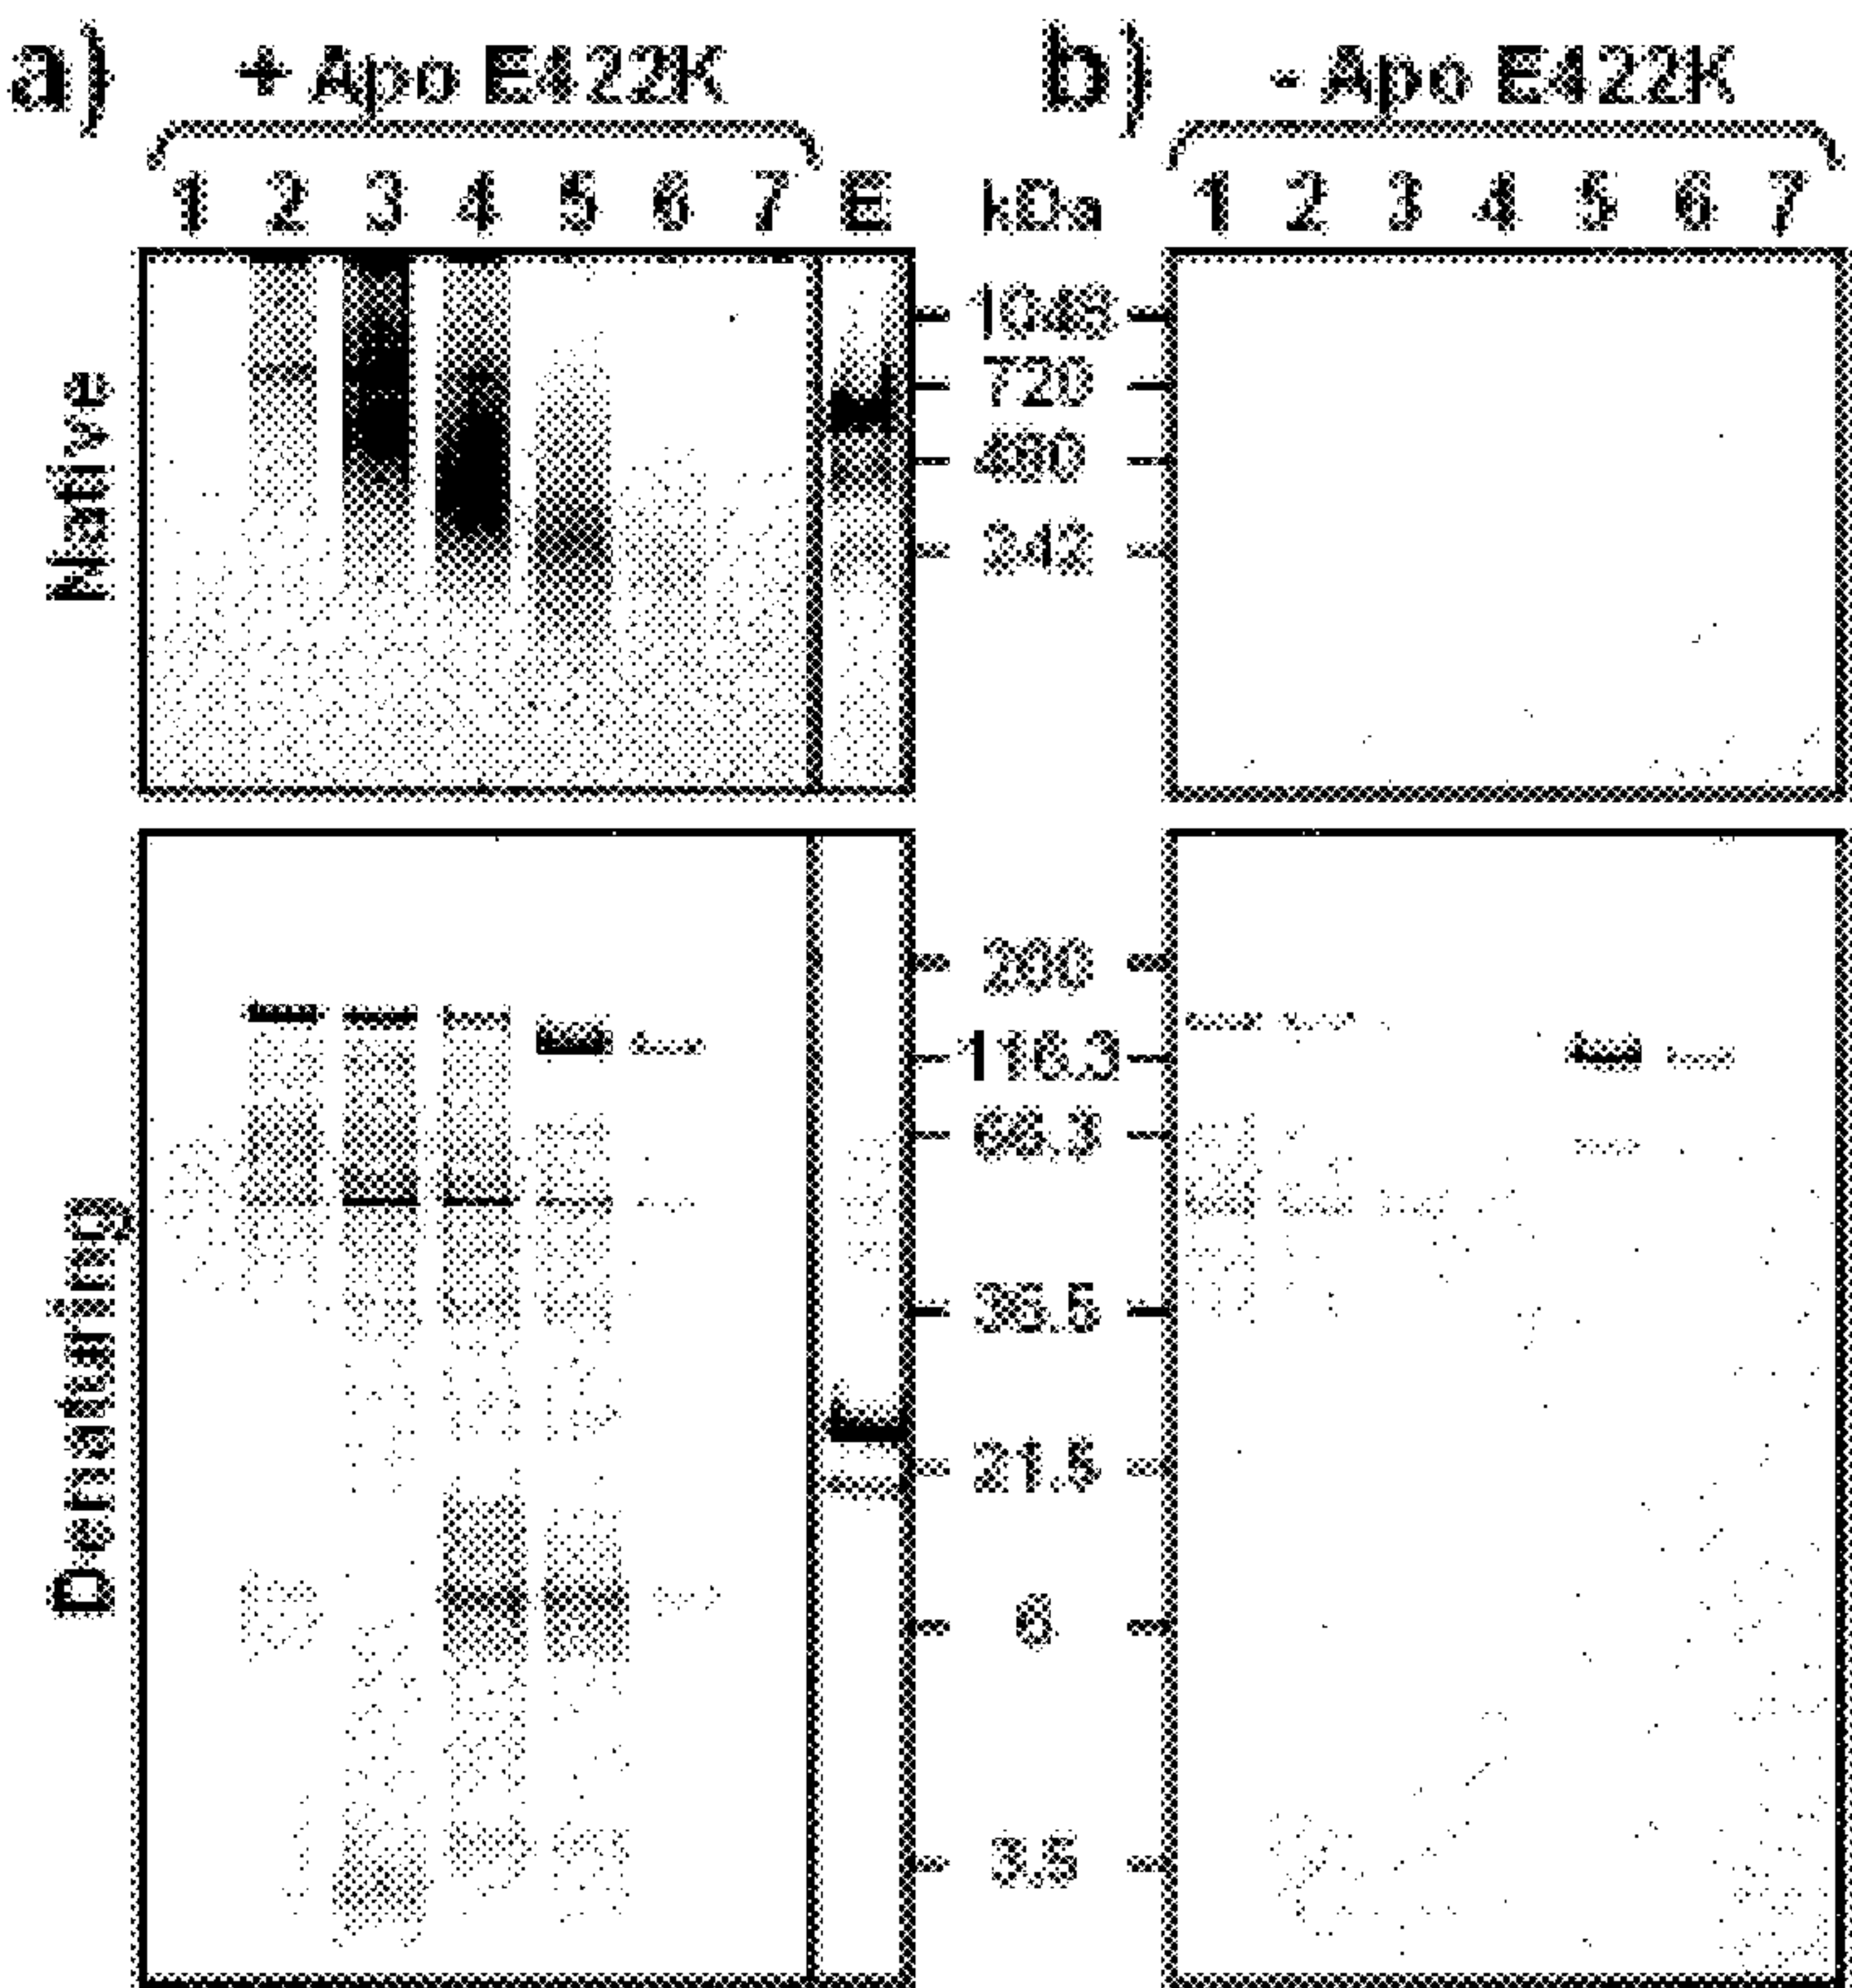 a) + Apo E422K b) - Apo E422K
1 2 3 4 5 6 7 E kDa 1 2 3 4 5 6 7
Native
1048
720
480
242
Denaturing
200
116.3
66.3
36.5
21.5
6
3.5